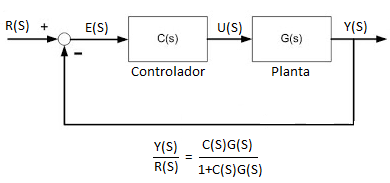 R(S) + E(S) C(s) U(S) G(s) Y(S)
-
Controlador Planta
Y(S) = C(S)G(S)
R(S) 1+C(S)G(S)